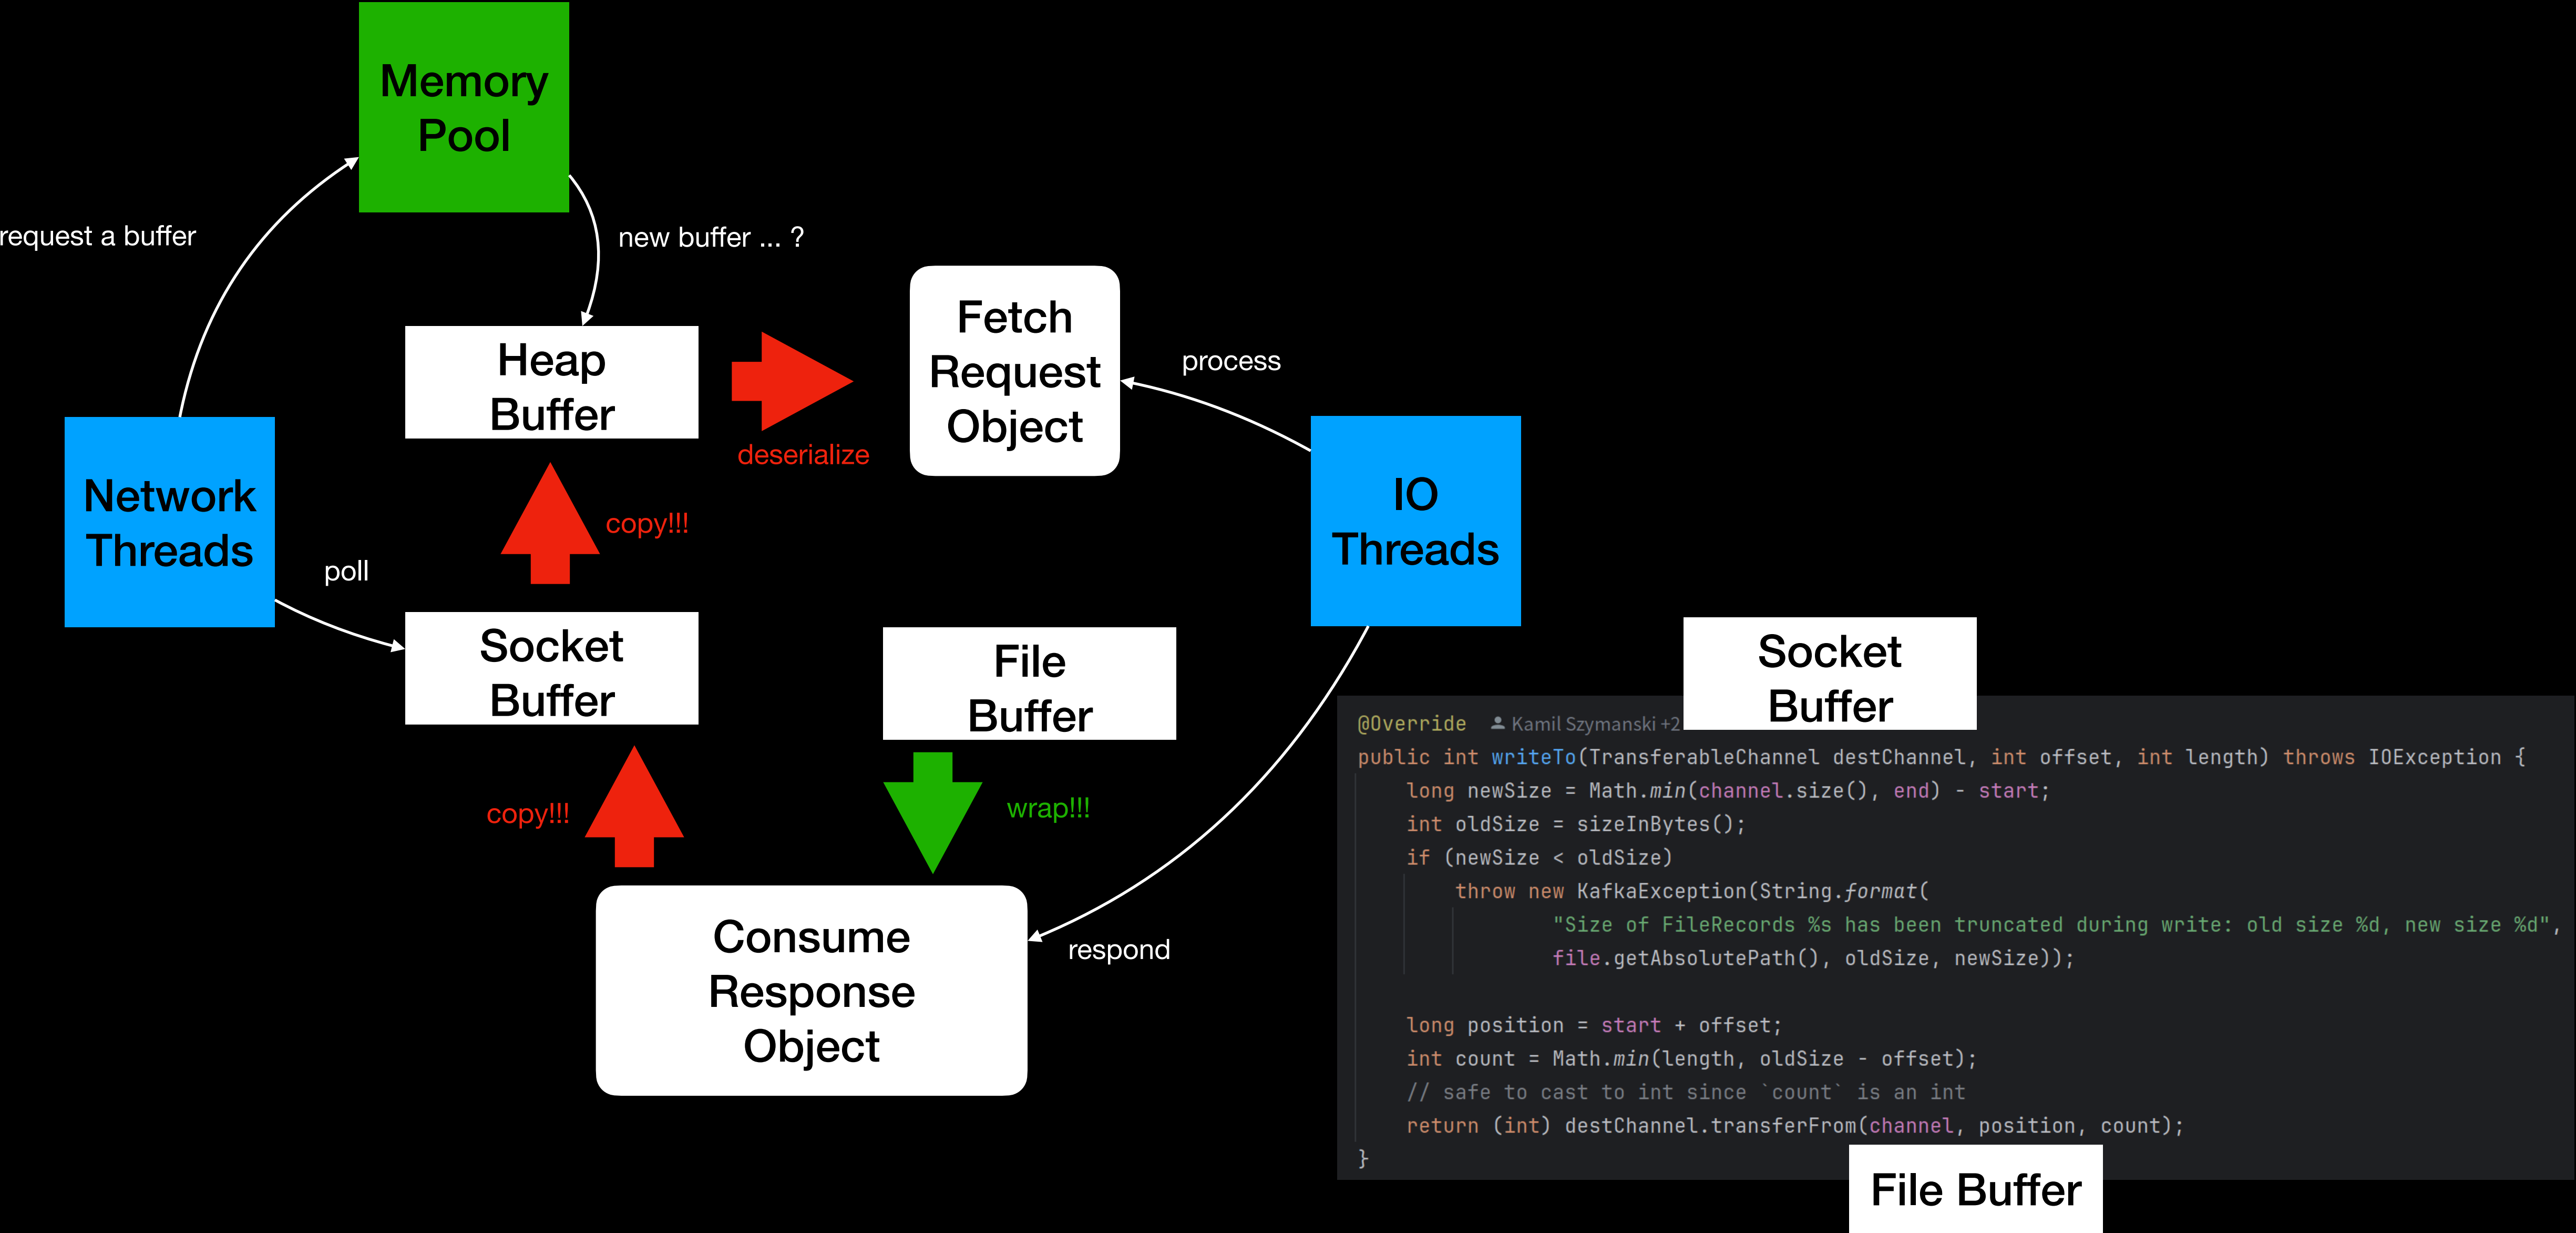 Memory
Pool
request a buffer
new buffer ... ?
Heap
Buffer
Fetch
Request
Object
process
deserialize
Network
Threads
copy!!!
IO
Threads
poll
Socket
Buffer
File
Buffer
copy!!!
wrap!!!
Consume
Response
Object
respond
Socket
Buffer
@Override Kamil Szymanski +2
public int writeTo(TransferableChannel destChannel, int offset, int length) throws IOException {
long newSize = Math.min(channel.size(), end) - start;
int oldSize = sizeInBytes();
if (newSize < oldSize)
throw new KafkaException(String.format(
"Size of FileRecords %s has been truncated during write: old size %d, new size %d",
file.getAbsolutePath(), oldSize, newSize));
long position = start + offset;
int count = Math.min(length, oldSize - offset);
// safe to cast to int since `count` is an int
return (int) destChannel.transferFrom(channel, position, count);
}
File Buffer